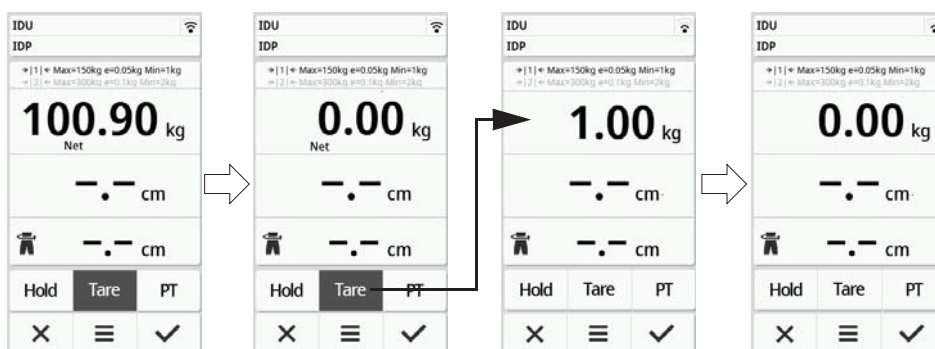 IDU
IDP
→|1|← Max=150kg e=0.05kg Min=1kg
→|2|← Max=300kg e=0.1kg Min=2kg
100.90 kg
Net
–.– cm
–.– cm
Hold Tare PT
IDU
IDP
→|1|← Max=150kg e=0.05kg Min=1kg
→|2|← Max=300kg e=0.1kg Min=2kg
0.00 kg
Net
–.– cm
–.– cm
Hold Tare PT
IDU
IDP
→|1|← Max=150kg e=0.05kg Min=1kg
→|2|← Max=300kg e=0.1kg Min=2kg
1.00 kg
–.– cm
–.– cm
Hold Tare PT
IDU
IDP
→|1|← Max=150kg e=0.05kg Min=1kg
→|2|← Max=300kg e=0.1kg Min=2kg
0.00 kg
–.– cm
–.– cm
Hold Tare PT